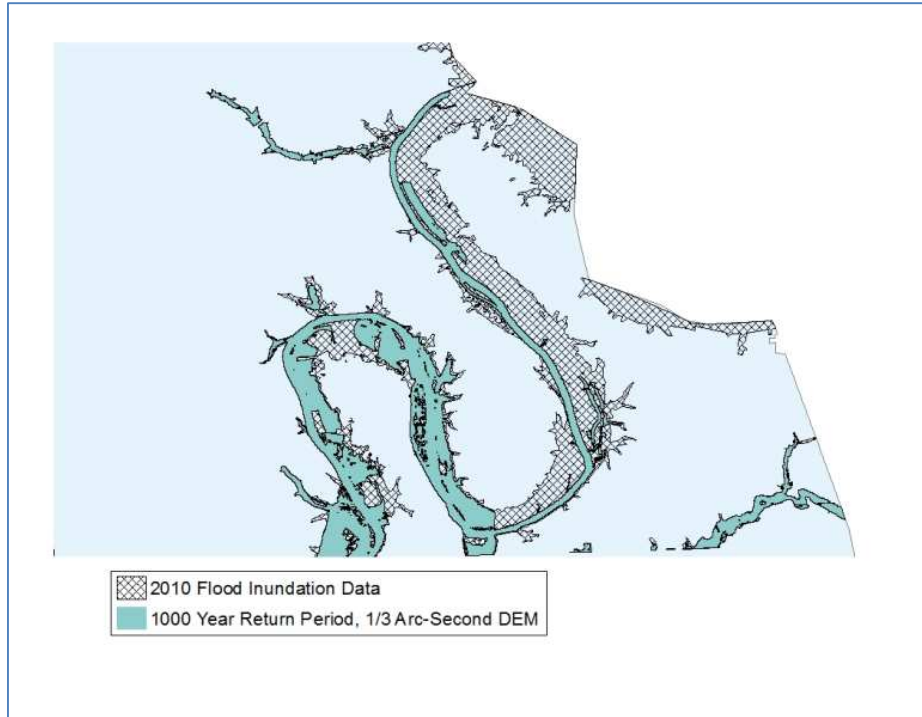 2010 Flood Inundation Data
1000 Year Return Period, 1/3 Arc-Second DEM